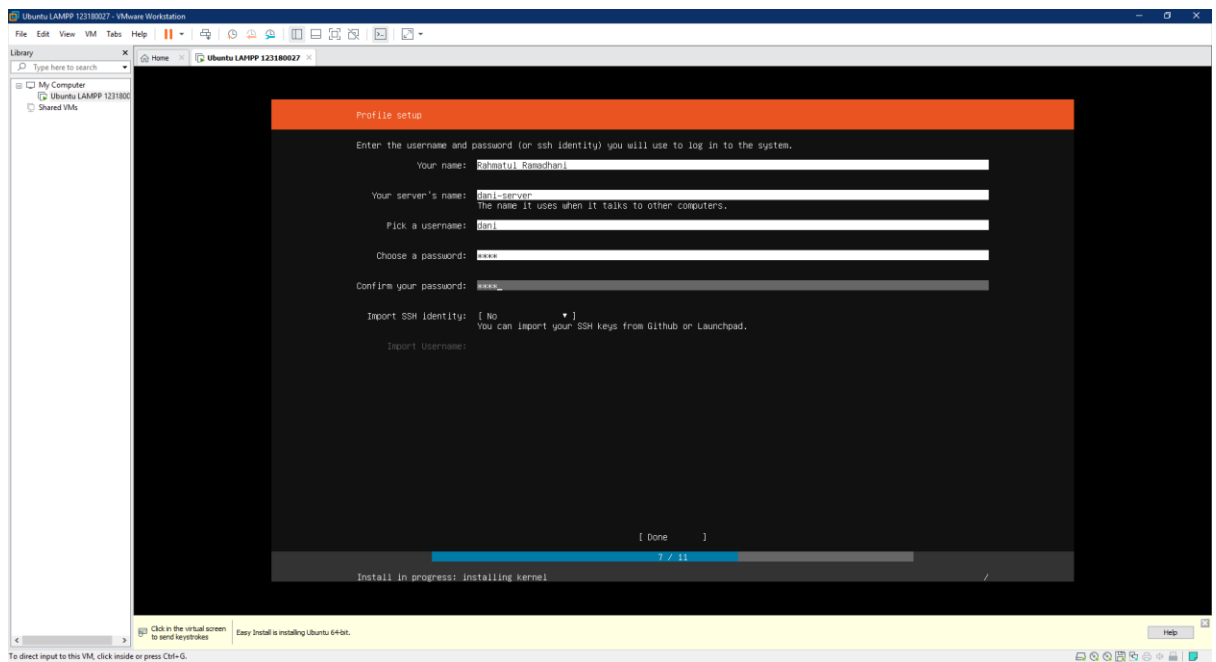 Ubuntu LAMPP 123180027 - VMware Workstation
File Edit View VM Tabs Help
Library
Home
Ubuntu LAMPP 123180027
Type here to search
My Computer
Ubuntu LAMPP 1231800
Shared VMs
Profile setup
Enter the username and password (or ssh identity) you will use to log in to the system.
Your name: Rahmatul Ramadhani
Your server's name: dani-server
The name it uses when it talks to other computers.
Pick a username: dani
Choose a password: ****
Confirm your password: ****_
Import SSH identity: [ No ▼ ]
You can import your SSH keys from Github or Launchpad.
Import Username:
[ Done ]
7 / 11
Install in progress: installing kernel /
Click in the virtual screen
to send keystrokes
Easy Install is installing Ubuntu 64-bit.
Help
To direct input to this VM, click inside or press Ctrl+G.